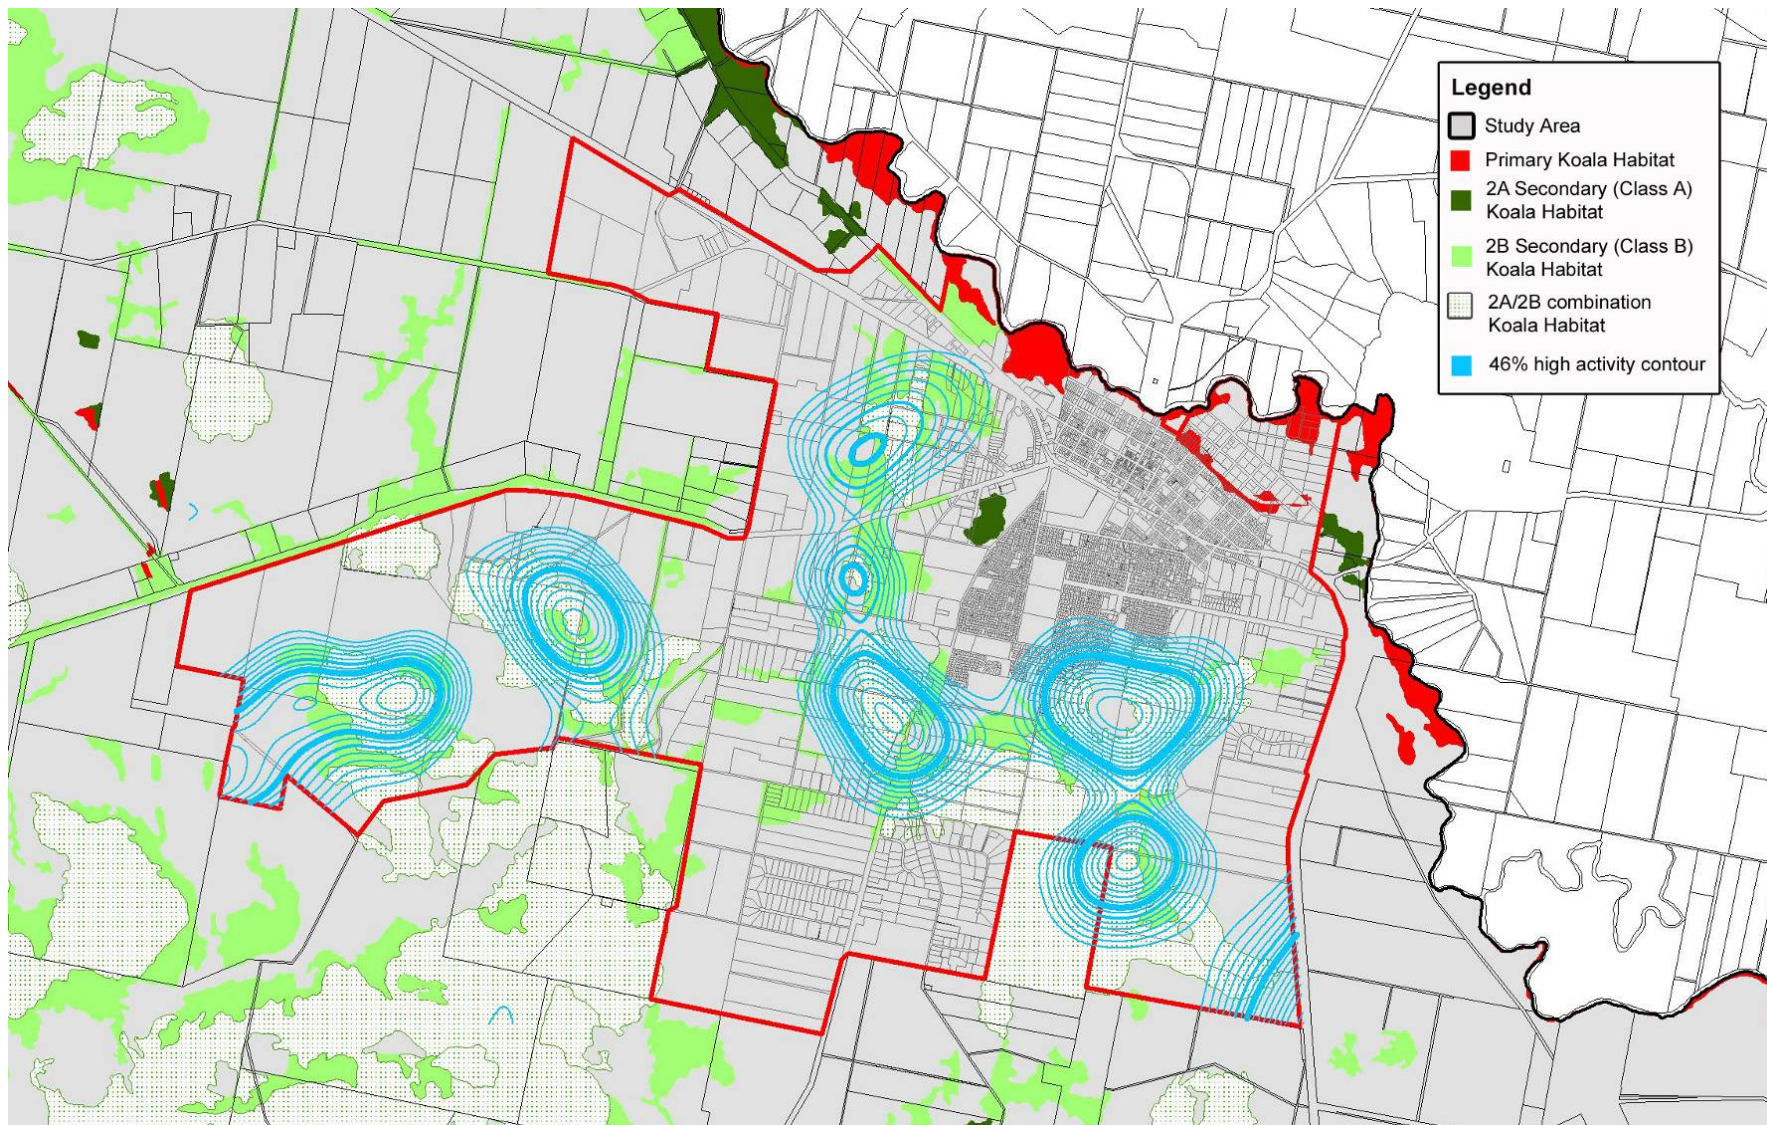 Legend
Study Area
Primary Koala Habitat
2A Secondary (Class A)
Koala Habitat
2B Secondary (Class B)
Koala Habitat
2A/2B combination
Koala Habitat
46% high activity contour